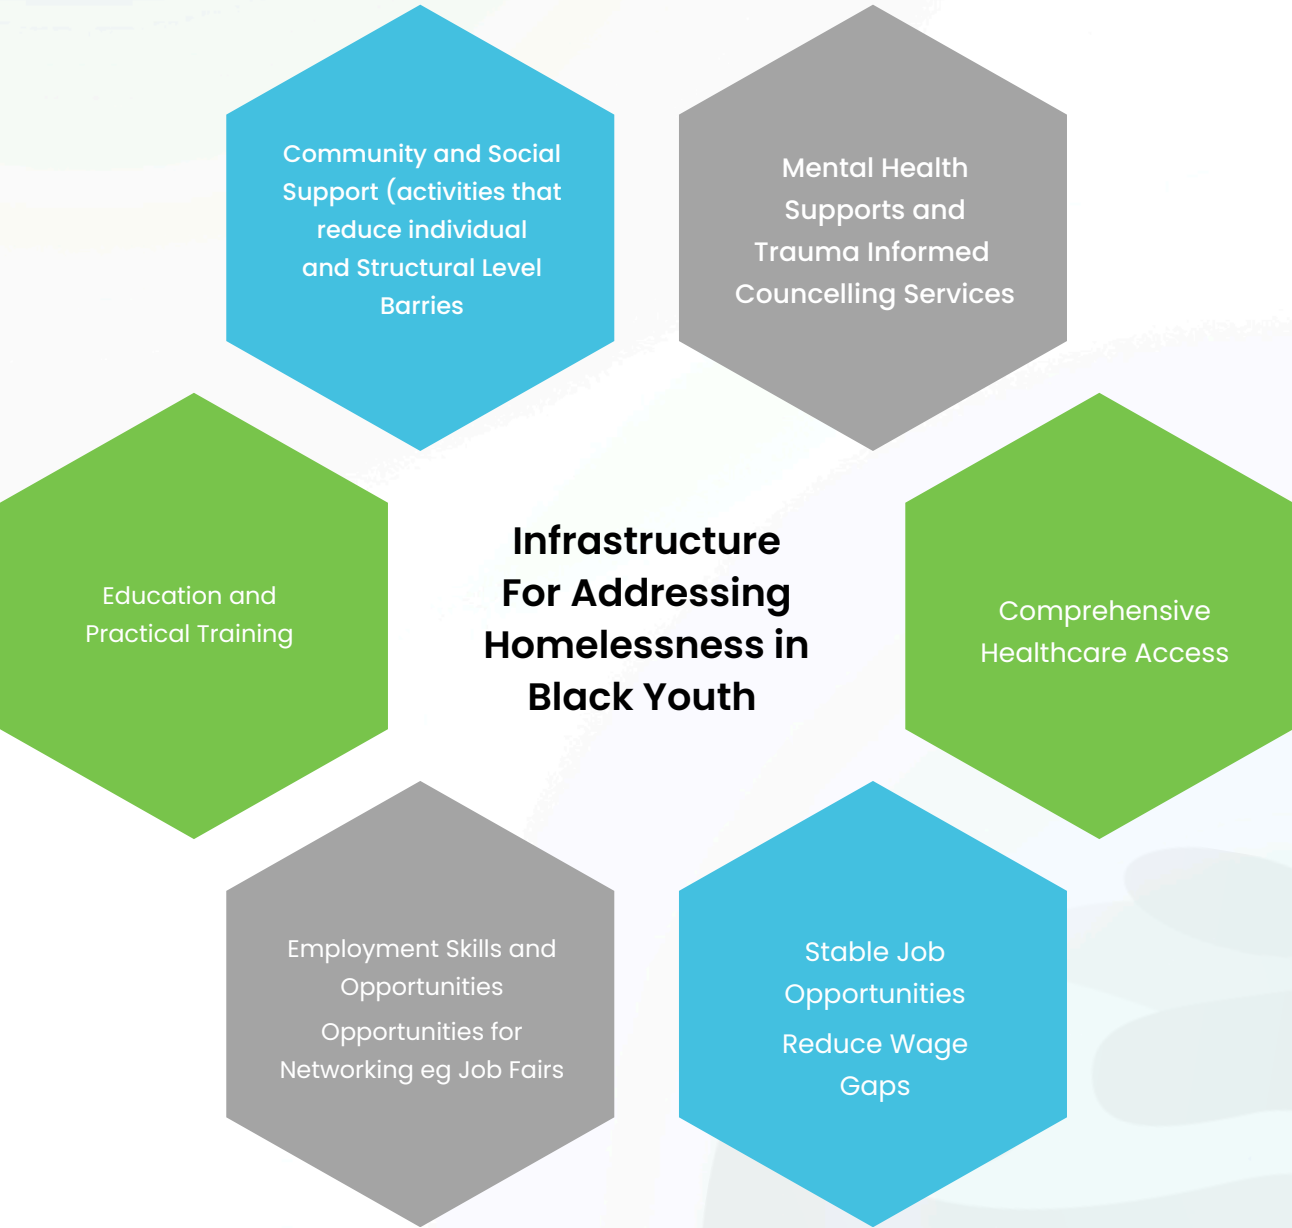 Community and Social
Support (activities that
reduce individual
and Structural Level
Barries
Mental Health
Supports and
Trauma Informed
Councelling Services
Education and
Practical Training
Infrastructure
For Addressing
Homelessness in
Black Youth
Comprehensive
Healthcare Access
Employment Skills and
Opportunities
Opportunities for
Networking eg Job Fairs
Stable Job
Opportunities
Reduce Wage
Gaps